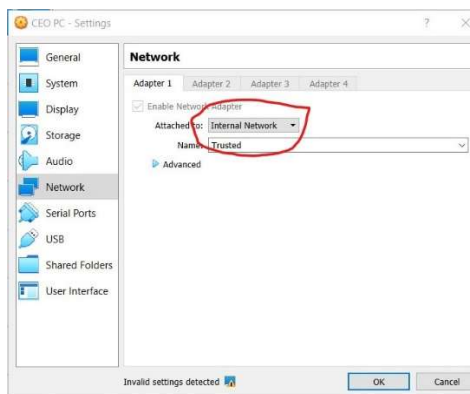 CEO PC - Settings ?
General
System
Display
Storage
Audio
Network
Serial Ports
USB
Shared Folders
User Interface
Network
Adapter 1 Adapter 2 Adapter 3 Adapter 4
Enable Network Adapter
Attached to: Internal Network
Name: Trusted
Advanced
Invalid settings detected
OK Cancel